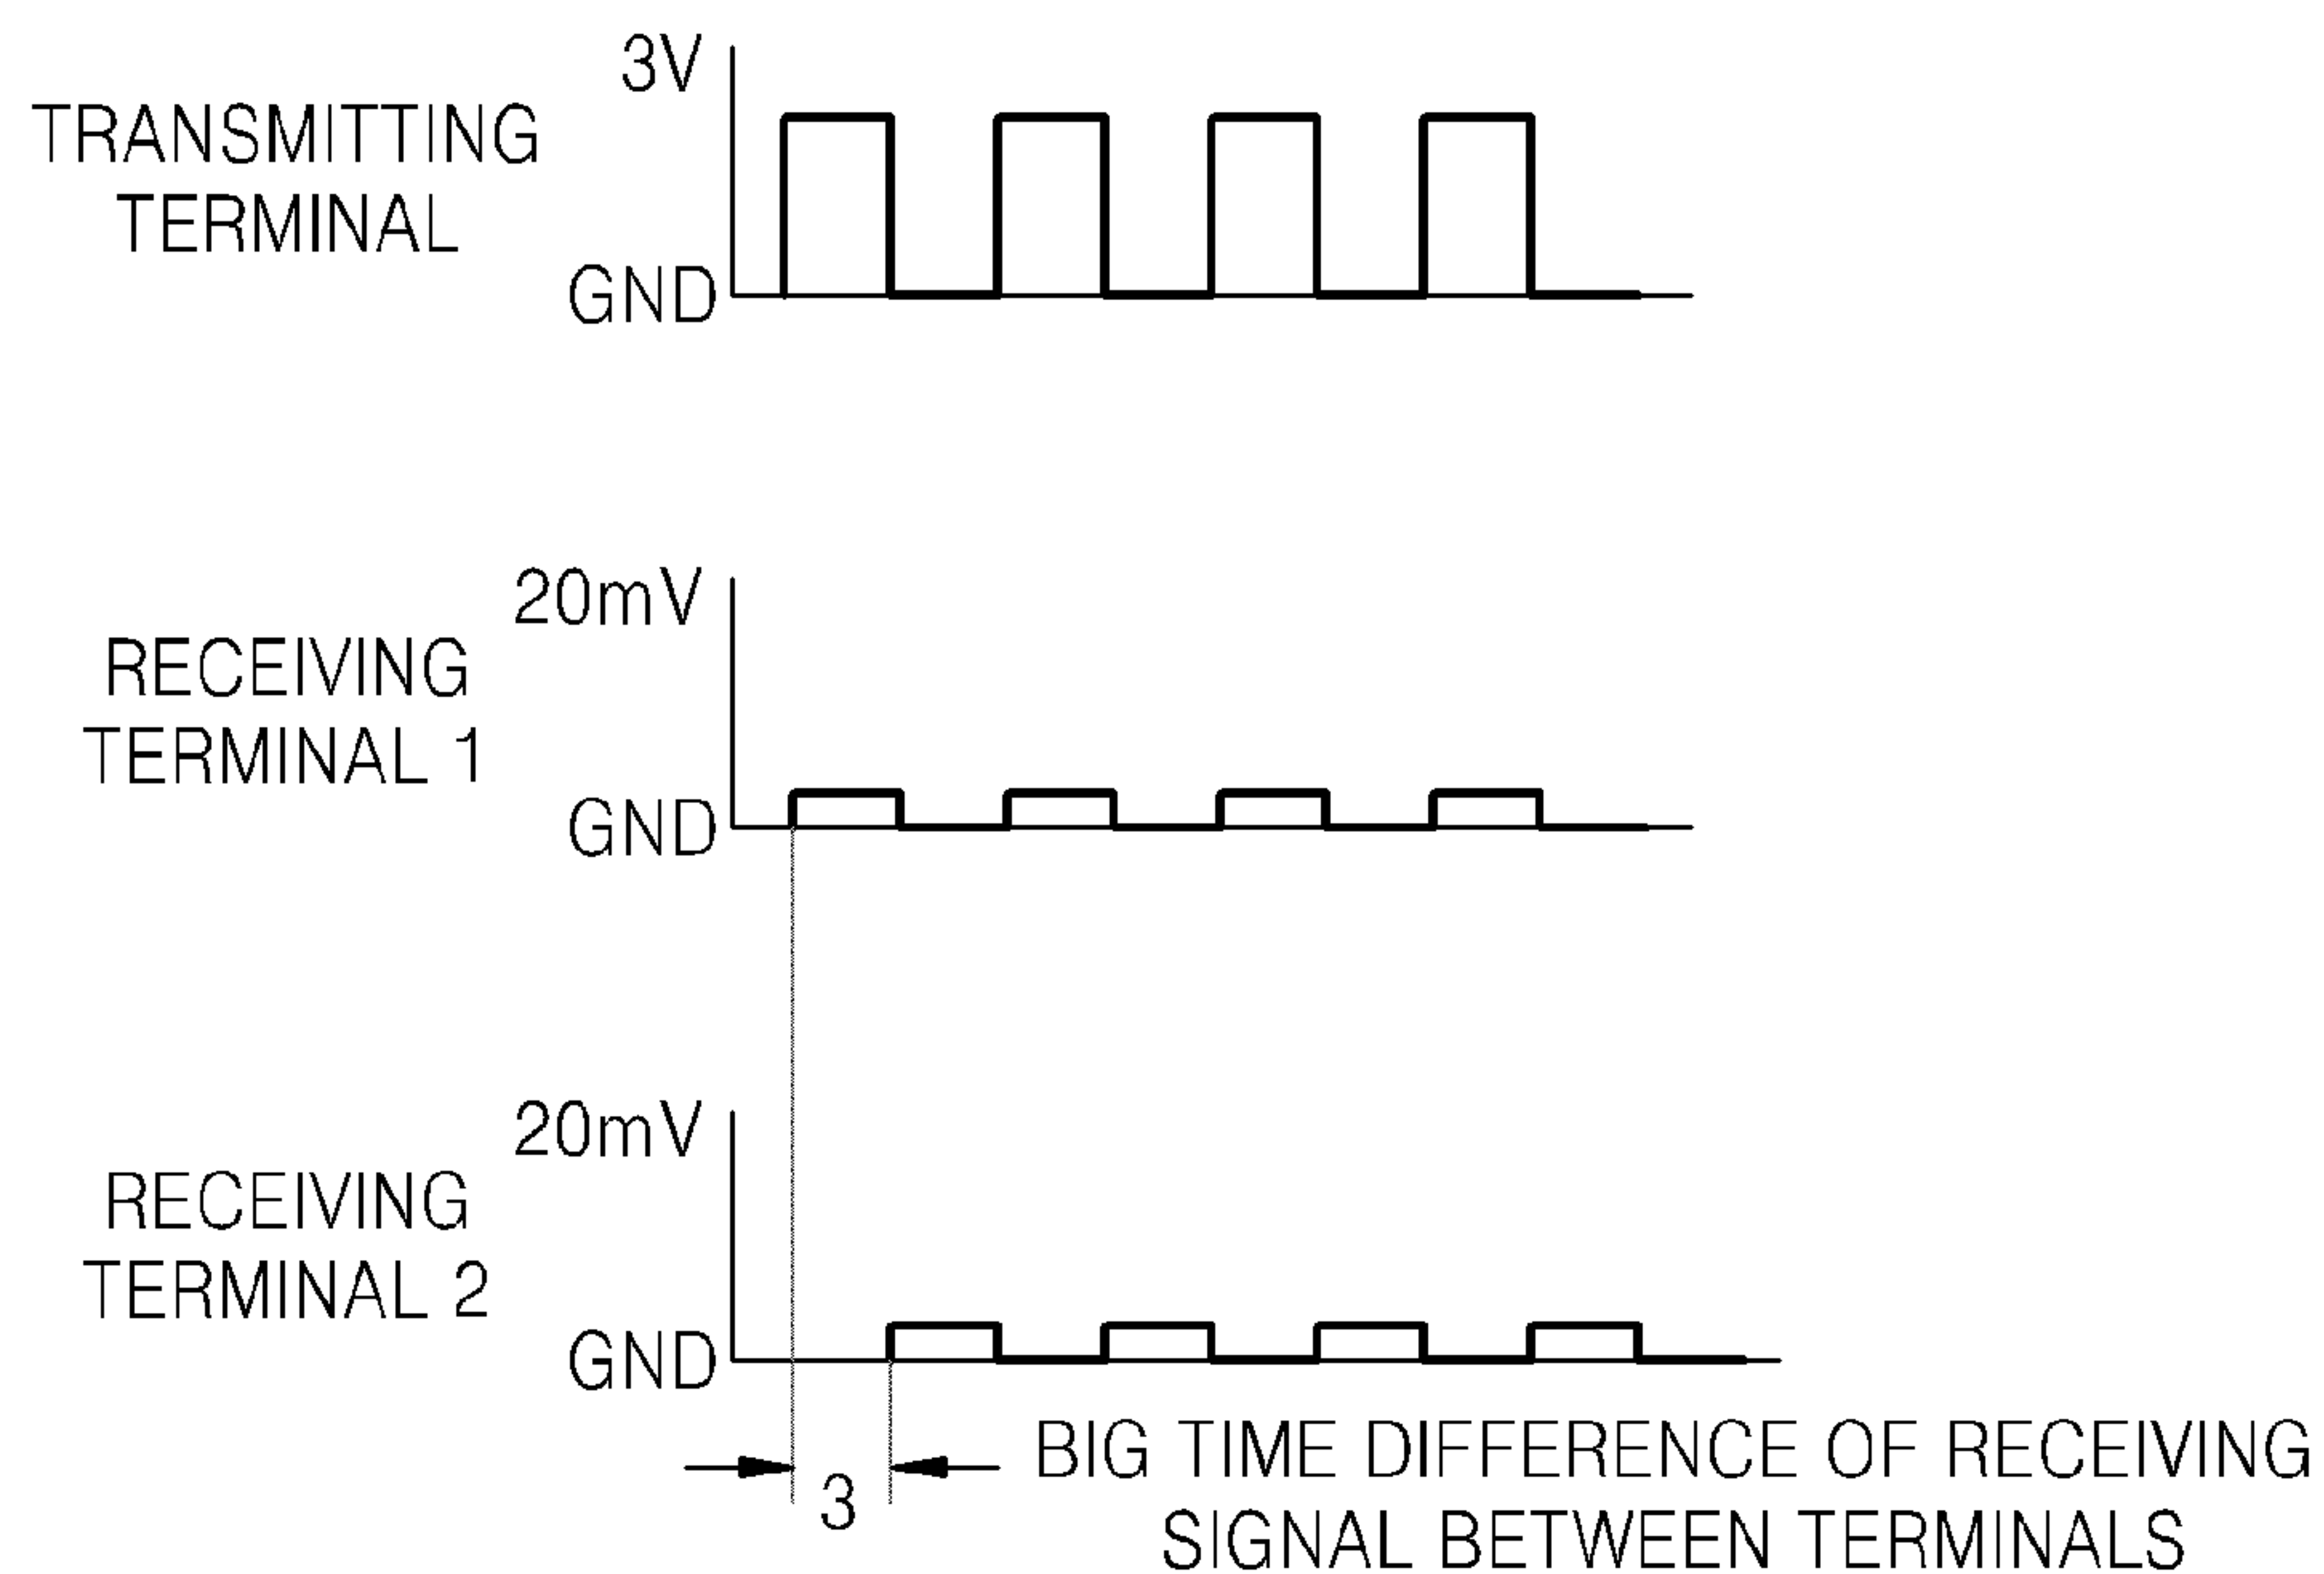 3V
TRANSMITTING
TERMINAL
GND
20mV
RECEIVING
TERMINAL 1
GND
20mV
RECEIVING
TERMINAL 2
GND
3
BIG TIME DIFFERENCE OF RECEIVING
SIGNAL BETWEEN TERMINALS